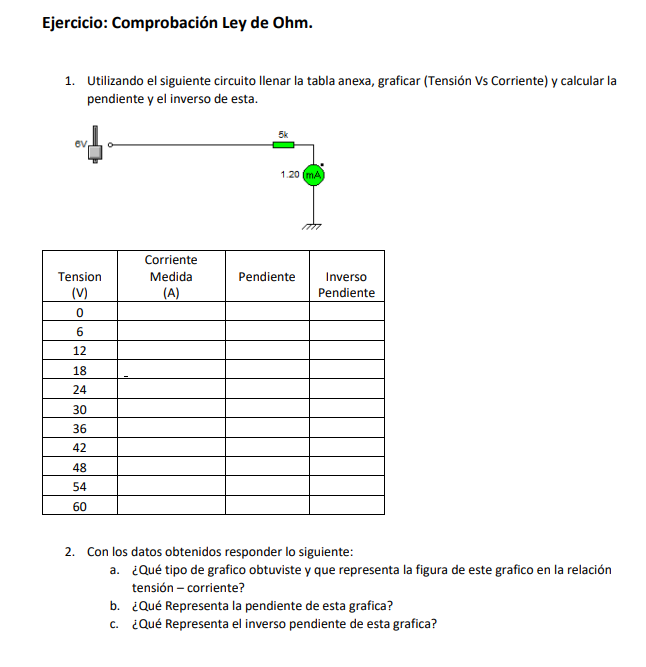 Ejercicio: Comprobación Ley de Ohm.
1. Utilizando el siguiente circuito llenar la tabla anexa, graficar (Tensión Vs Corriente) y calcular la
pendiente y el inverso de esta.
6V
5k
1.20 mA
Tension
(V)
Corriente
Medida
(A)
Pendiente
Inverso
Pendiente
0
6
12
18 -
24
30
36
42
48
54
60
2. Con los datos obtenidos responder lo siguiente:
a. ¿Qué tipo de grafico obtuviste y que representa la figura de este grafico en la relación
tensión – corriente?
b. ¿Qué Representa la pendiente de esta grafica?
c. ¿Qué Representa el inverso pendiente de esta grafica?